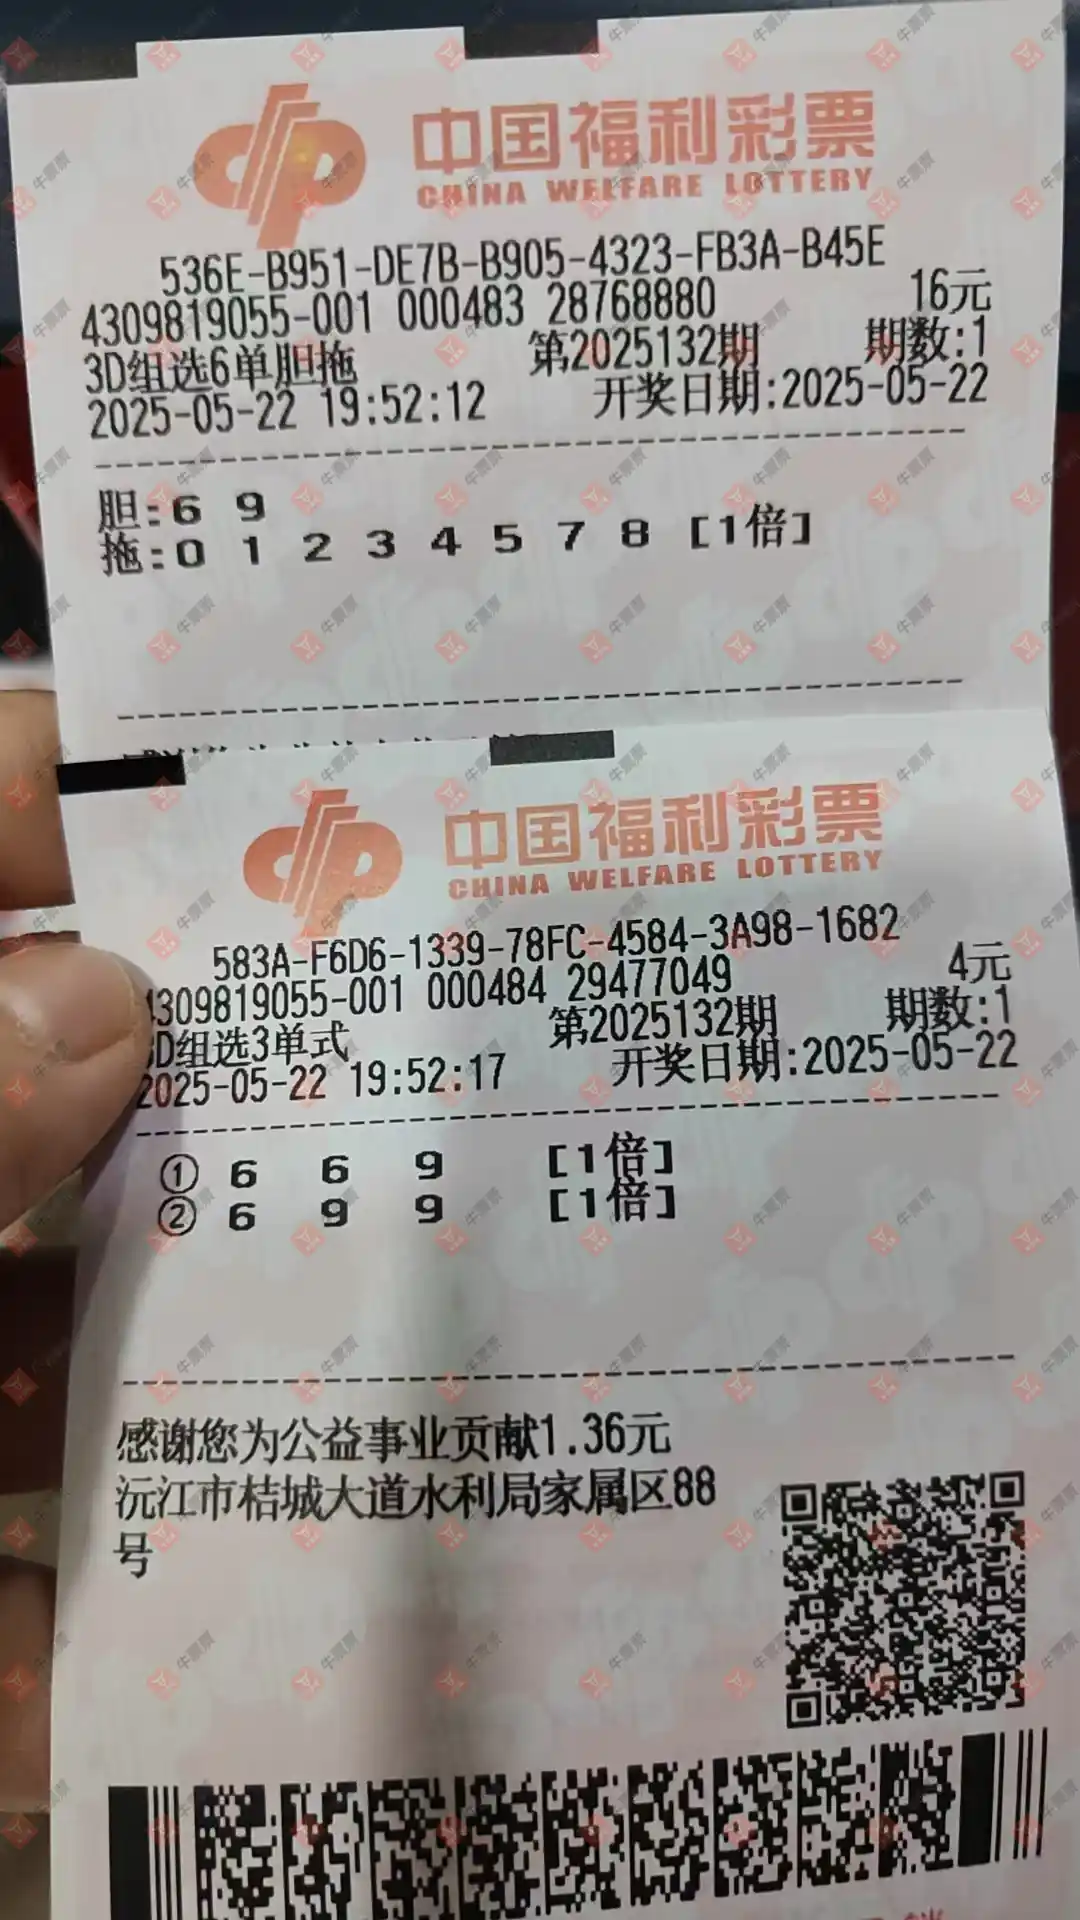 中国福利彩票
CHINA WELFARE LOTTERY
536E-B951-DE7B-B905-4323-FB3A-B45E
4309819055-001 000483 28768880 16元
3D组选6单胆拖 第2025132期 期数:1
2025-05-22 19:52:12 开奖日期:2025-05-22
胆:6 9
拖:0 1 2 3 4 5 7 8 [1倍]
中国福利彩票
CHINA WELFARE LOTTERY
583A-F6D6-1339-78FC-4584-3A98-1682
4309819055-001 000484 29477049 4元
3D组选3单式 第2025132期 期数:1
2025-05-22 19:52:17 开奖日期:2025-05-22
① 6 6 9 [1倍]
② 6 9 9 [1倍]
感谢您为公益事业贡献1.36元
沅江市桔城大道水利局家属区88
号
牛票票